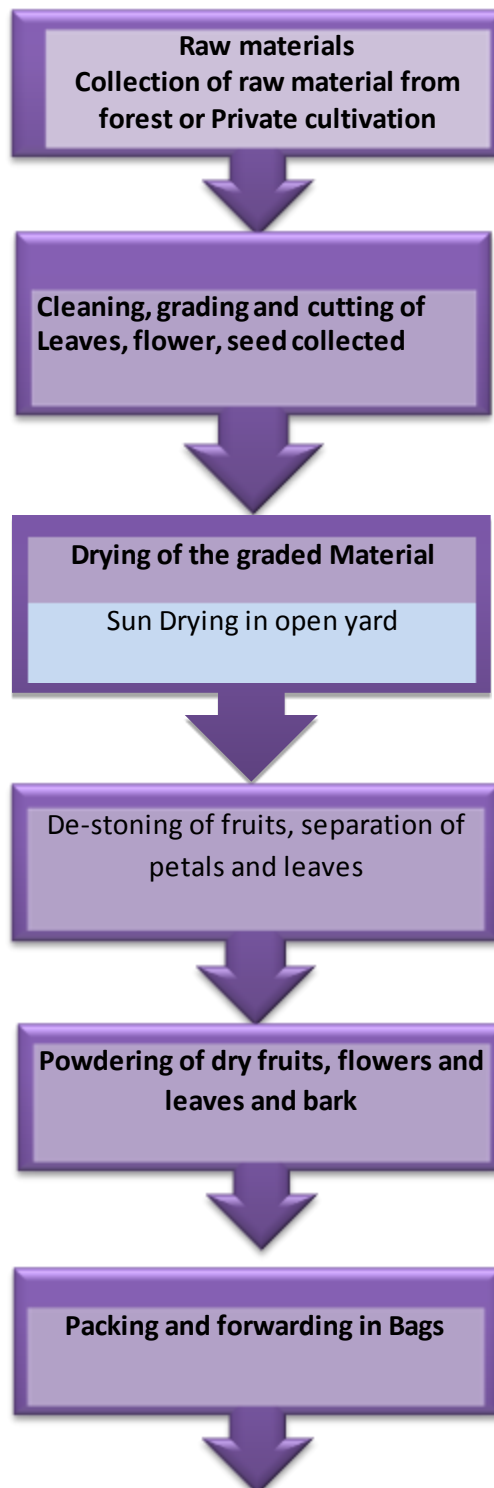 Raw materials
Collection of raw material from
forest or Private cultivation
Cleaning, grading and cutting of
Leaves, flower, seed collected
Drying of the graded Material
Sun Drying in open yard
De-stoning of fruits, separation of
petals and leaves
Powdering of dry fruits, flowers and
leaves and bark
Packing and forwarding in Bags